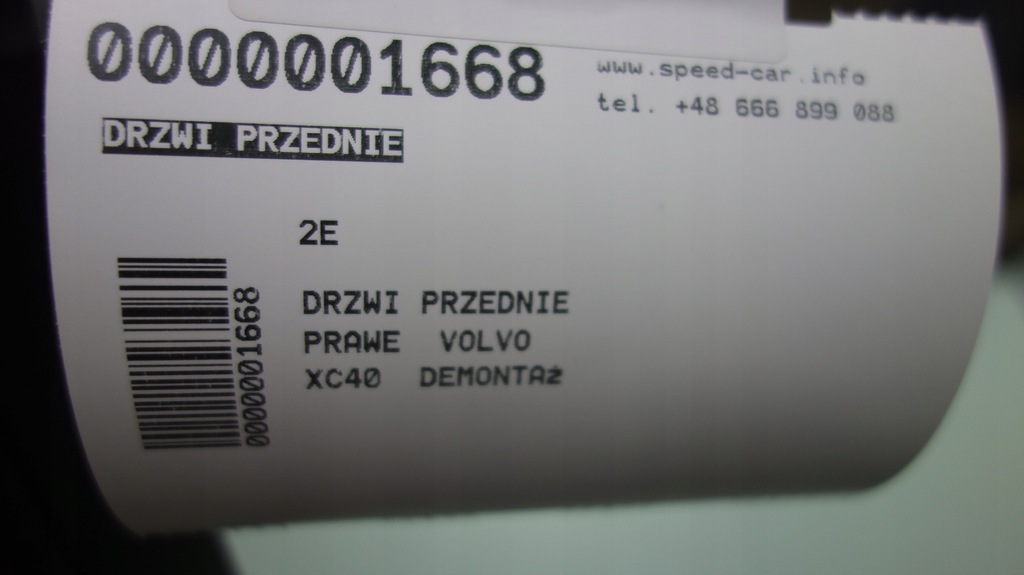 0000001668
www.speed-car.info
tel. +48 666 899 088
DRZWI PRZEDNIE
2E
0000001668
DRZWI PRZEDNIE
PRAWE VOLVO
XC40 DEMONTAż